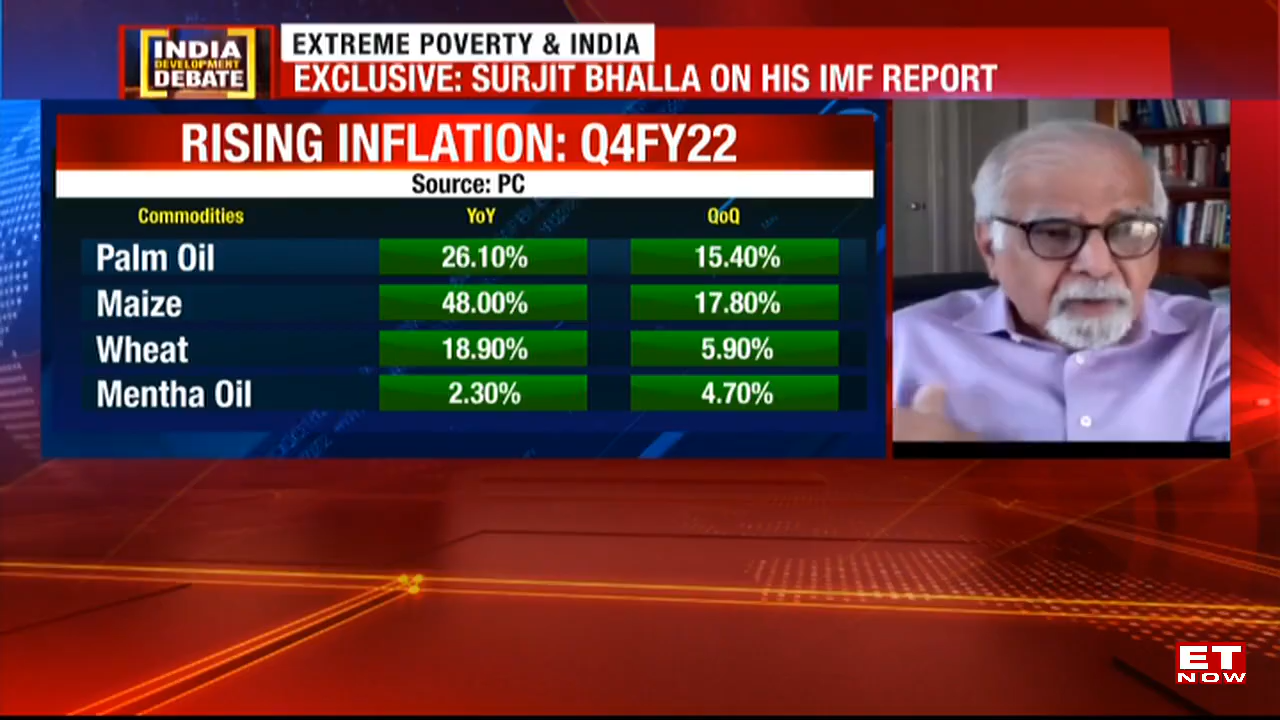 INDIA
DEVELOPMENT
DEBATE
EXTREME POVERTY & INDIA
EXCLUSIVE: SURJIT BHALLA ON HIS IMF REPORT
RISING INFLATION: Q4FY22
Source: PC
Commodities YoY QoQ
Palm Oil 26.10% 15.40%
Maize 48.00% 17.80%
Wheat 18.90% 5.90%
Mentha Oil 2.30% 4.70%
ET
NOW